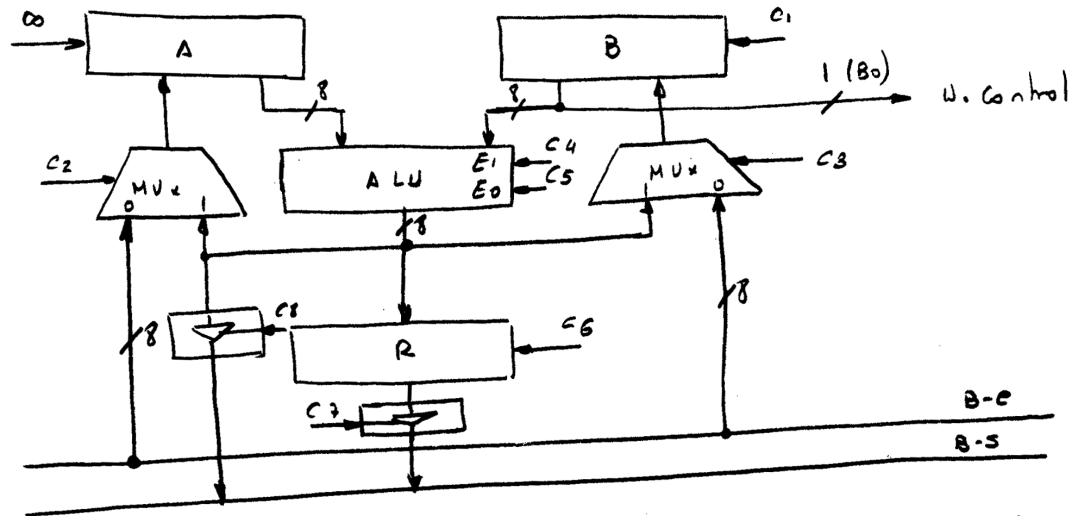 C0
A
B
C1
8
8
1 (B0)
U. Control
C2
MUX
0 1
ALU
E1
E0
C4
C5
MUX
1 0
C3
8
8
8
C8
R
C6
C7
B-e
B-s